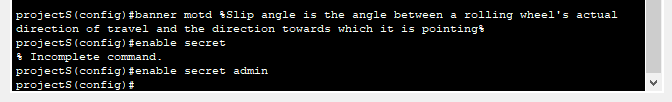 projectS(config)#banner motd %Slip angle is the angle between a rolling wheel's actual
direction of travel and the direction towards which it is pointing%
projectS(config)#enable secret
% Incomplete command.
projectS(config)#enable secret admin
projectS(config)#